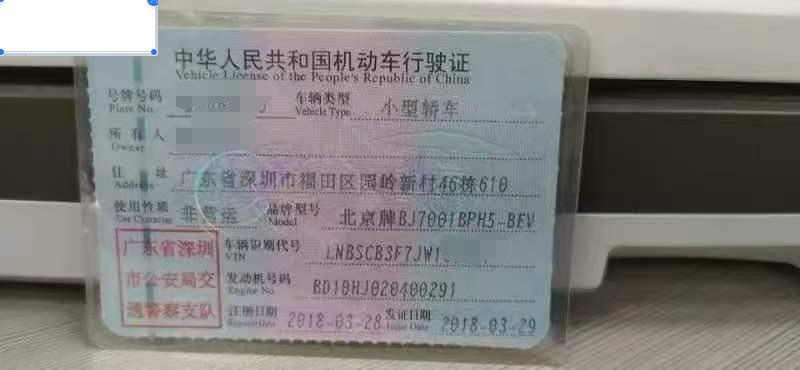 中华人民共和国机动车行驶证
Vehicle License of the People's Republic of China
号牌号码 Plate No. 车辆类型 Vehicle Type 小型轿车
所有人 Owner
住址 Address 广东省深圳市福田区园岭新村46栋610
使用性质 Use Character 非营运 品牌型号 Model 北京牌BJ7001BPH5-BEV
广东省深圳
市公安局交
通警察支队
车辆识别代号 VIN LNBSCB3F7JW1
发动机号码 Engine No. BD10HJ020400291
注册日期 Register Date 2018-03-28 发证日期 Issue Date 2018-03-29